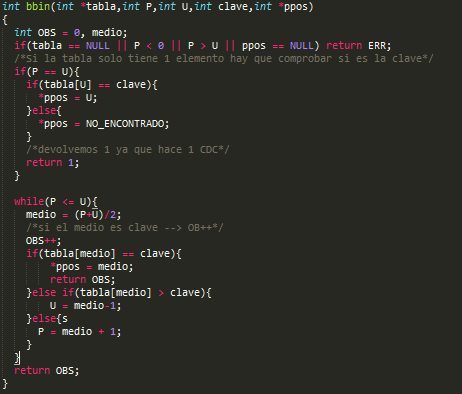 int bbin(int *tabla,int P,int U,int clave,int *ppos)
{
  int OBS = 0, medio;
  if(tabla == NULL || P < 0 || P > U || ppos == NULL) return ERR;
  /*Si la tabla solo tiene 1 elemento hay que comprobar si es la clave*/
  if(P == U){
    if(tabla[U] == clave){
      *ppos = U;
    }else{
      *ppos = NO_ENCONTRADO;
    }
    /*devolvemos 1 ya que hace 1 CDC*/
    return 1;
  }

  while(P <= U){
    medio = (P+U)/2;
    /*si el medio es clave --> OB++*/
    OBS++;
    if(tabla[medio] == clave){
        *ppos = medio;
        return OBS;
    }else if(tabla[medio] > clave){
        U = medio-1;
    }else{s
      P = medio + 1;
    }
  }
  return OBS;
}